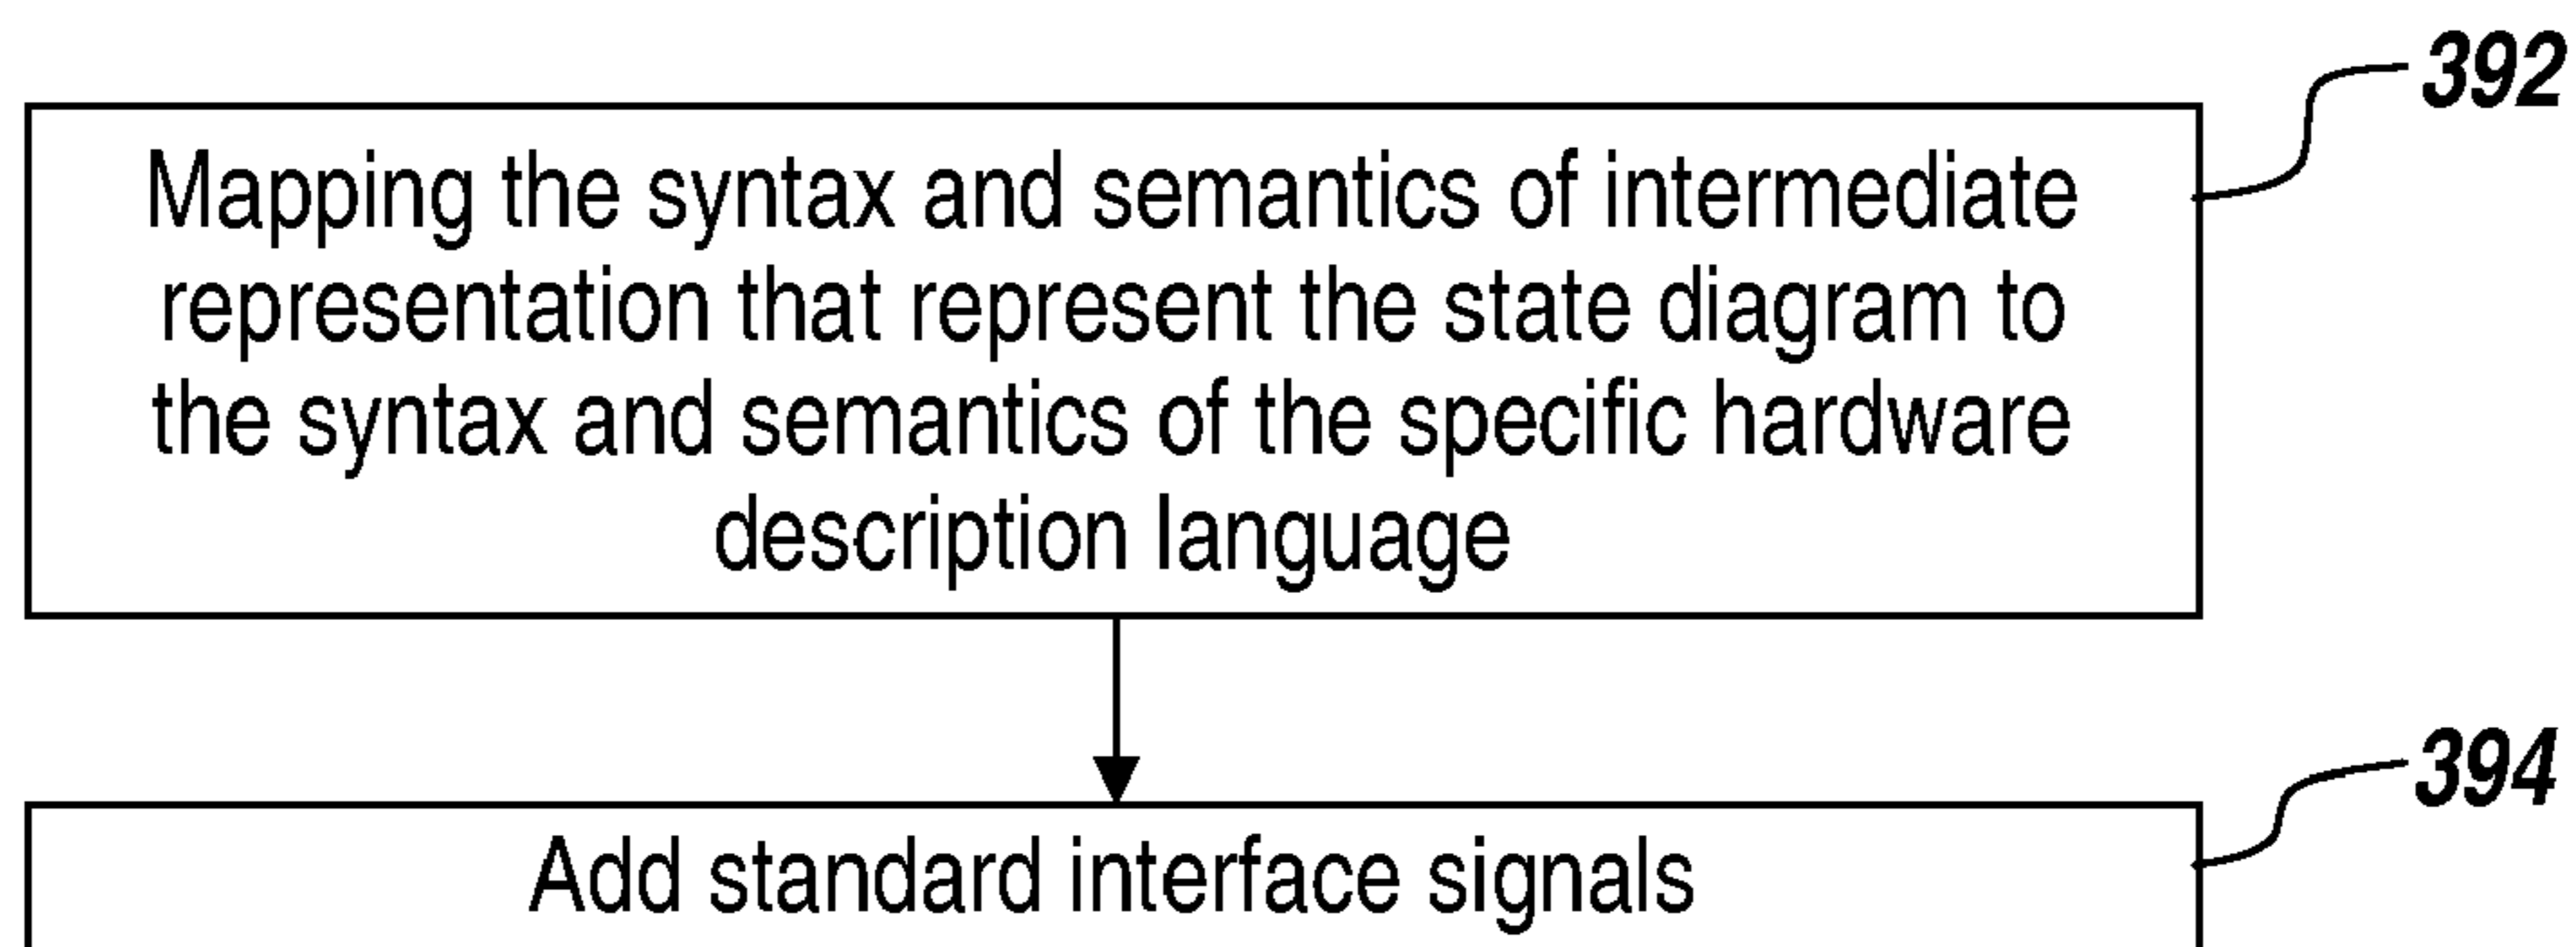 392
Mapping the syntax and semantics of intermediate
representation that represent the state diagram to
the syntax and semantics of the specific hardware
description language
394
Add standard interface signals